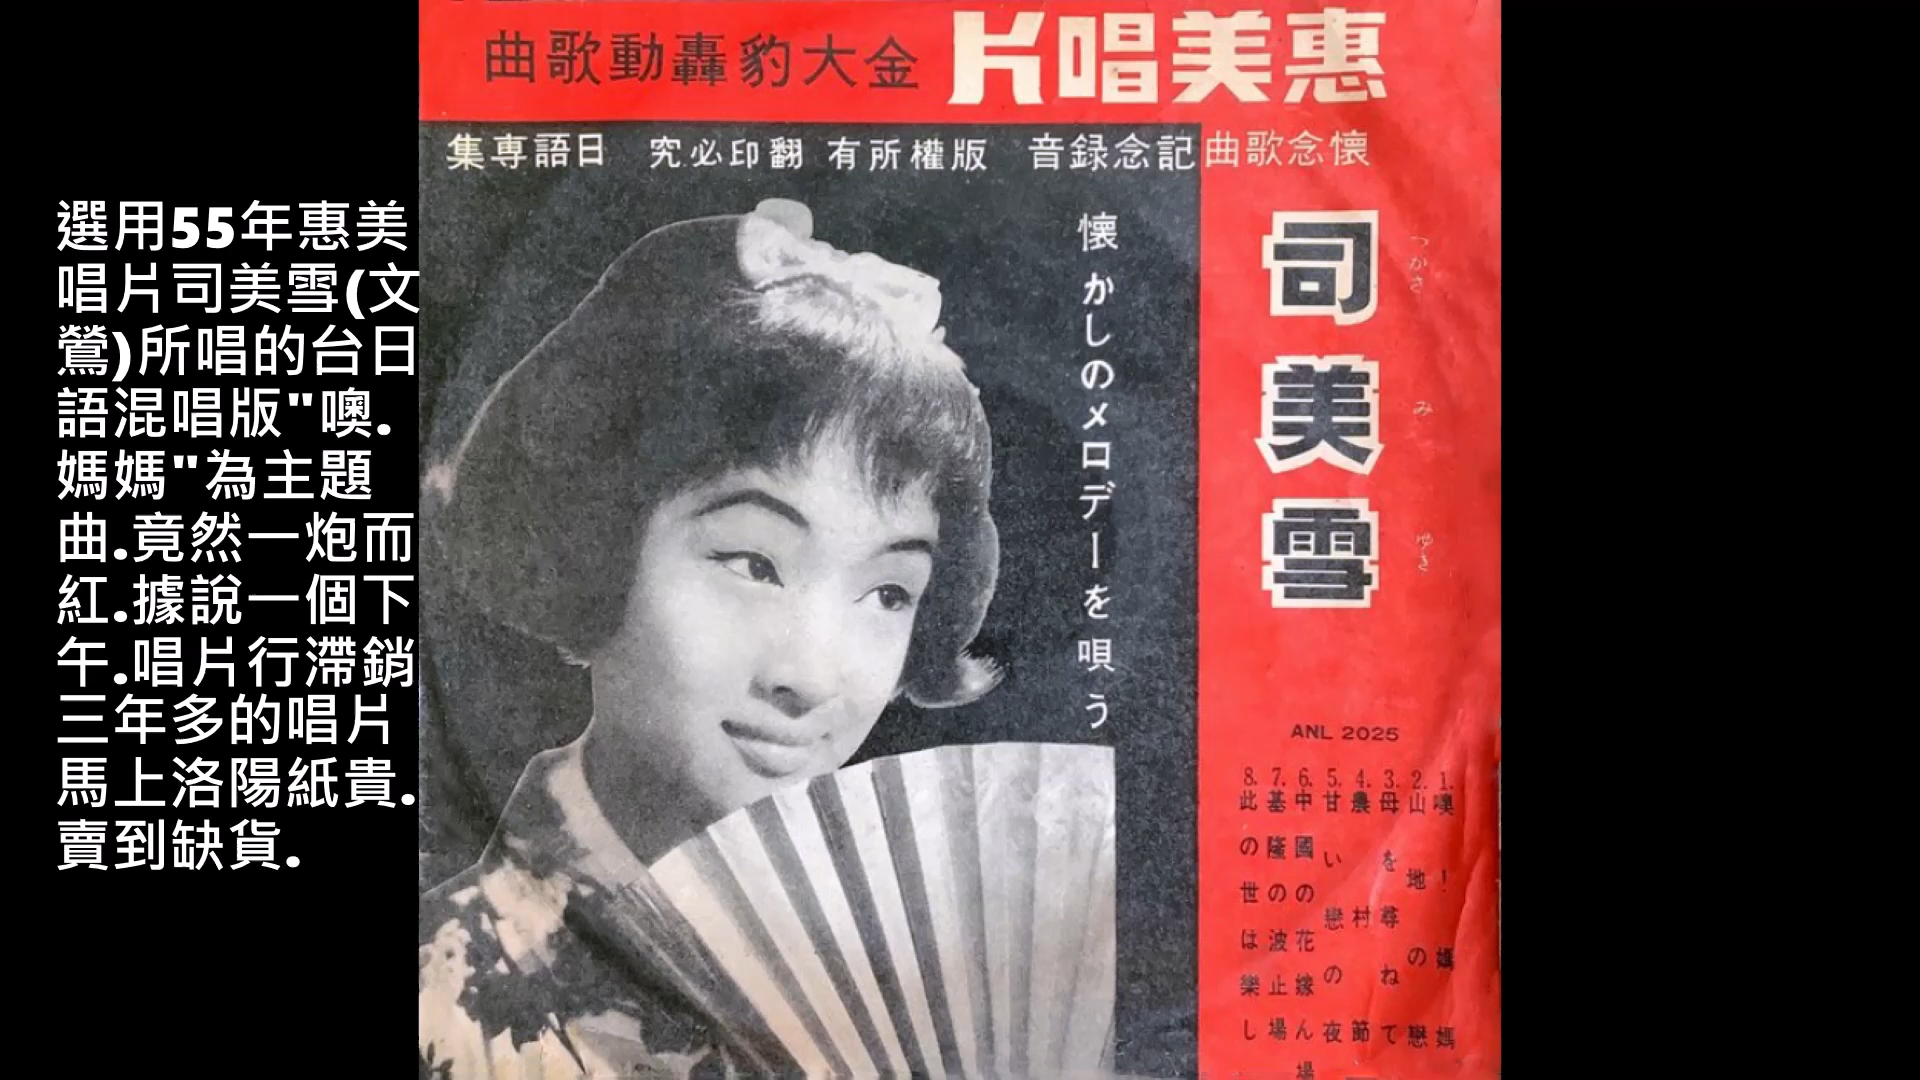 選用55年惠美
唱片司美雪(文
鶯)所唱的台日
語混唱版"噢.
媽媽"為主題
曲.竟然一炮而
紅.據說一個下
午.唱片行滯銷
三年多的唱片
馬上洛陽紙貴.
賣到缺貨.
惠美唱片
金大豹轟動歌曲
懷念歌曲
記念録音
版權所有
翻印必究
日語専集
懐かしのメロデーを唄う
司美雪
つかさ
み
ゆき
ANL 2025
1.噢!媽媽
2.山地の戀
3.母を尋ねて
4.農村節
5.甘い戀の夜
6.中國の花嫁ん場
7.基隆の波止場
8.此の世は樂し